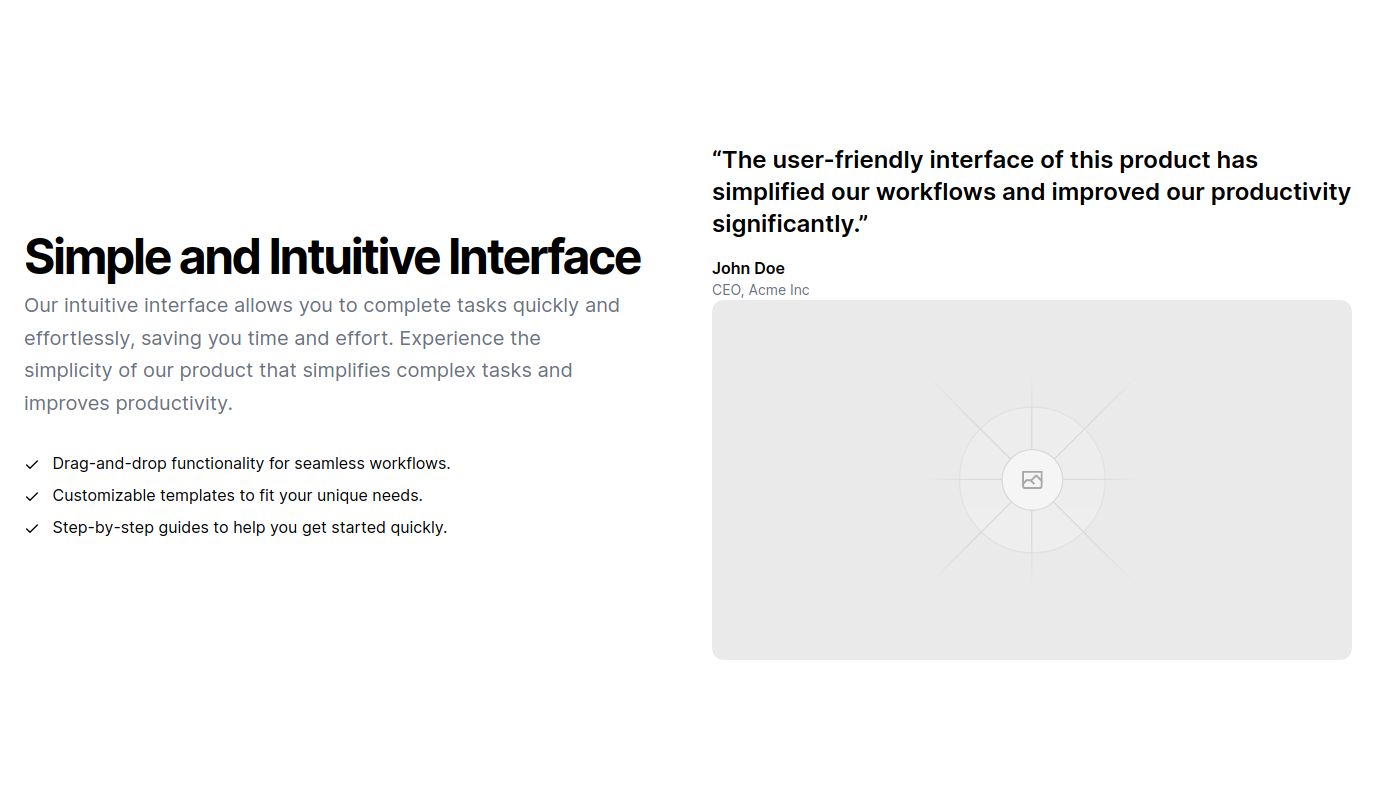 Simple and Intuitive Interface
Our intuitive interface allows you to complete tasks quickly and
effortlessly, saving you time and effort. Experience the
simplicity of our product that simplifies complex tasks and
improves productivity.
Drag-and-drop functionality for seamless workflows.
Customizable templates to fit your unique needs.
Step-by-step guides to help you get started quickly.
“The user-friendly interface of this product has
simplified our workflows and improved our productivity
significantly.”
John Doe
CEO, Acme Inc